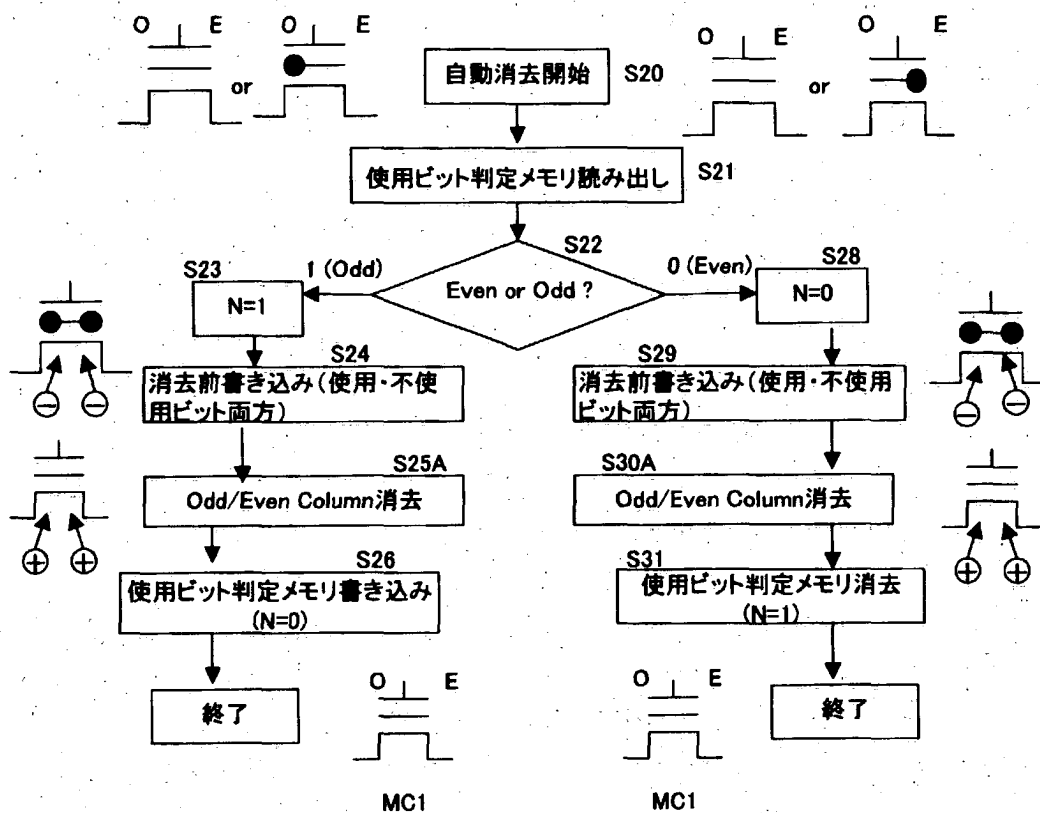 O E
or
自動消去開始
S20
O E
or
使用ビット判定メモリ読み出し
S21
S22
Even or Odd ?
S23
1 (Odd)
N=1
0 (Even)
S28
N=0
S24
消去前書き込み(使用・不使
用ビット両方)
S29
消去前書き込み(使用・不使用
ビット両方)
⊖ ⊖
⊖ ⊖
S25A
Odd/Even Column消去
S30A
Odd/Even Column消去
⊕ ⊕
⊕ ⊕
S26
使用ビット判定メモリ書き込み
(N=0)
S31
使用ビット判定メモリ消去
(N=1)
終了
O E
MC1
O E
MC1
終了